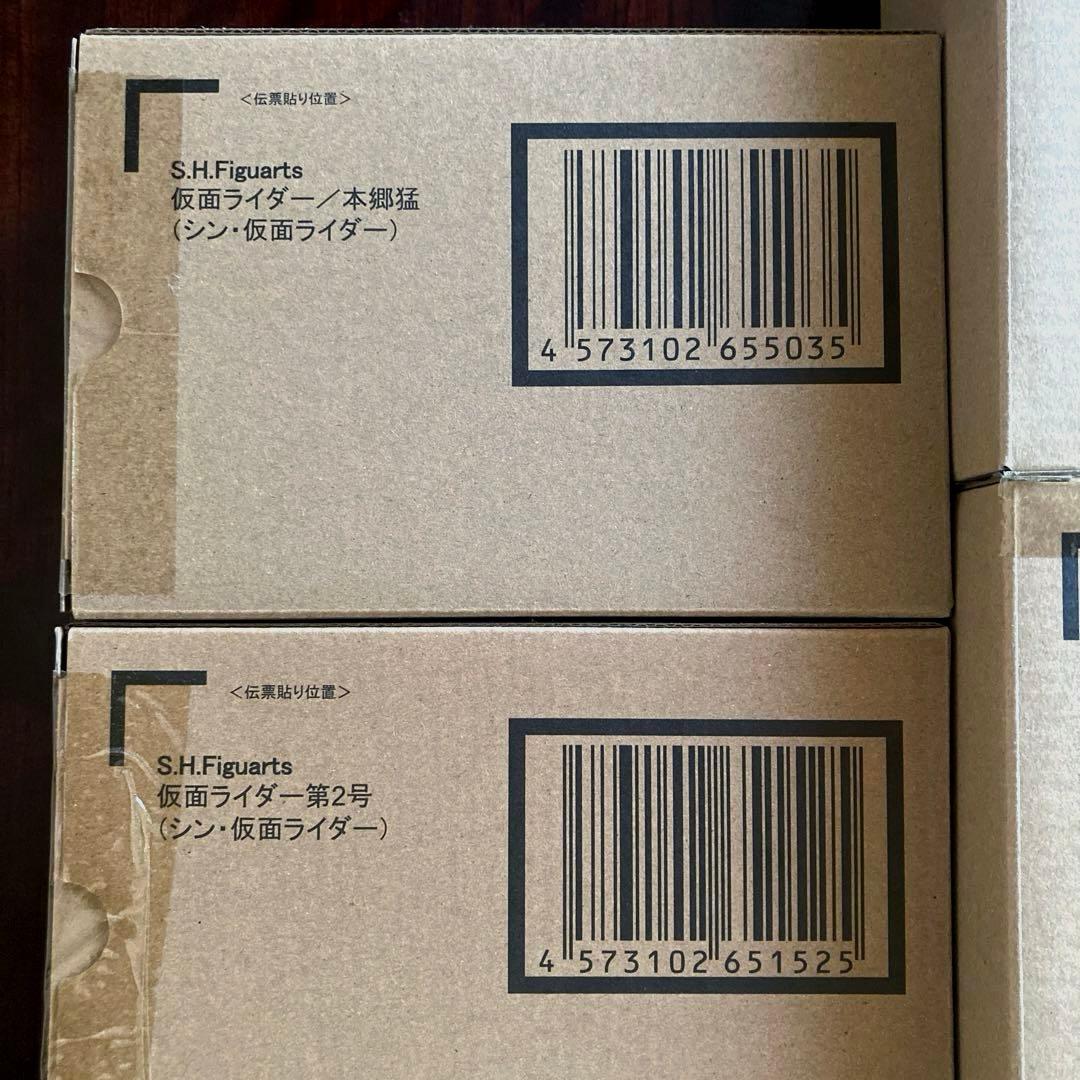 <伝票貼り位置>
S.H.Figuarts
仮面ライダー/本郷猛
(シン・仮面ライダー)
4 573102 655035
<伝票貼り位置>
S.H.Figuarts
仮面ライダー第2号
(シン・仮面ライダー)
4 573102 651525